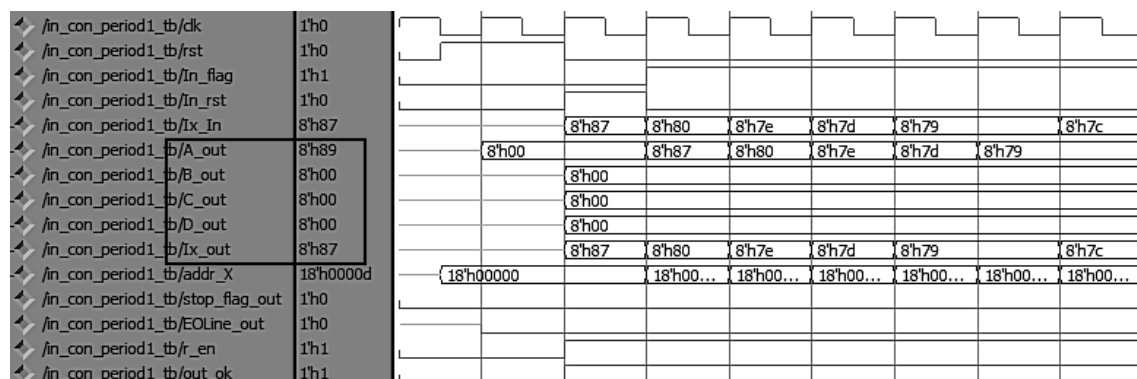 /in_con_period1_tb/clk 1'h0
/in_con_period1_tb/rst 1'h0
/in_con_period1_tb/In_flag 1'h1
/in_con_period1_tb/In_rst 1'h0
/in_con_period1_tb/Ix_In 8'h87 8'h87 8'h80 8'h7e 8'h7d 8'h79 8'h7c
/in_con_period1_tb/A_out 8'h89 8'h00 8'h87 8'h80 8'h7e 8'h7d 8'h79
/in_con_period1_tb/B_out 8'h00 8'h00
/in_con_period1_tb/C_out 8'h00 8'h00
/in_con_period1_tb/D_out 8'h00 8'h00
/in_con_period1_tb/Ix_out 8'h87 8'h87 8'h80 8'h7e 8'h7d 8'h79 8'h7c
/in_con_period1_tb/addr_X 18'h0000d 18'h00000 18'h00... 18'h00... 18'h00... 18'h00... 18'h00... 18'h00...
/in_con_period1_tb/stop_flag_out 1'h0
/in_con_period1_tb/EOLine_out 1'h0
/in_con_period1_tb/r_en 1'h1
/in_con_period1_tb/out_ok 1'h1